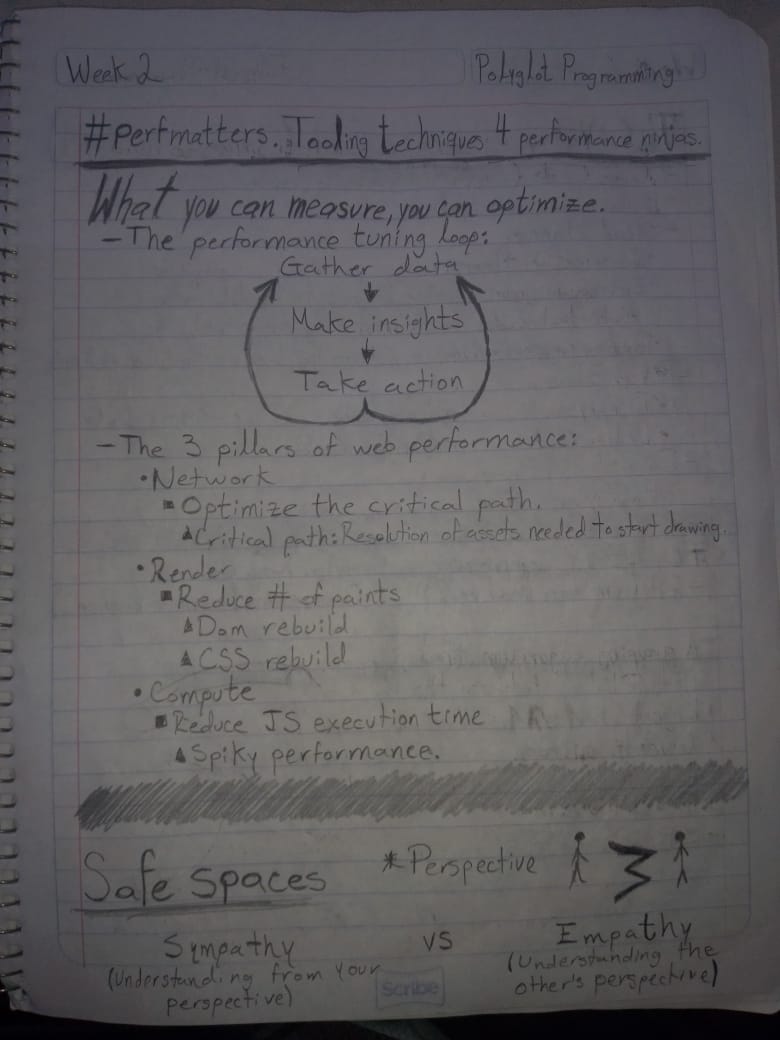 Week 2
Polyglot Programming
#perfmatters. Tooling techniques 4 performance ninjas.
What you can measure, you can optimize.
- The performance tuning loop:
Gather data
Make insights
Take action
- The 3 pillars of web performance:
• Network
▪ Optimize the critical path.
▲ Critical path: Resolution of assets needed to start drawing.
• Render
▪ Reduce # of paints
▲ Dom rebuild
▲ CSS rebuild
• Compute
▪ Reduce JS execution time
▲ Spiky performance.
Safe spaces
* Perspective
Sympathy
(Understanding from your
perspective)
vs
Empathy
(Understanding the
other's perspective)
Scribe